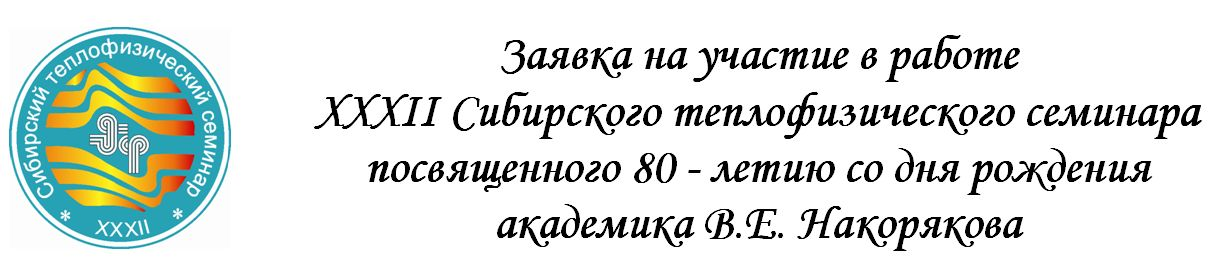 Сибирский теплофизический семинар
* XXXII *
Заявка на участие в работе
XXXII Сибирского теплофизического семинара
посвященного 80 - летию со дня рождения
академика В.Е. Накорякова